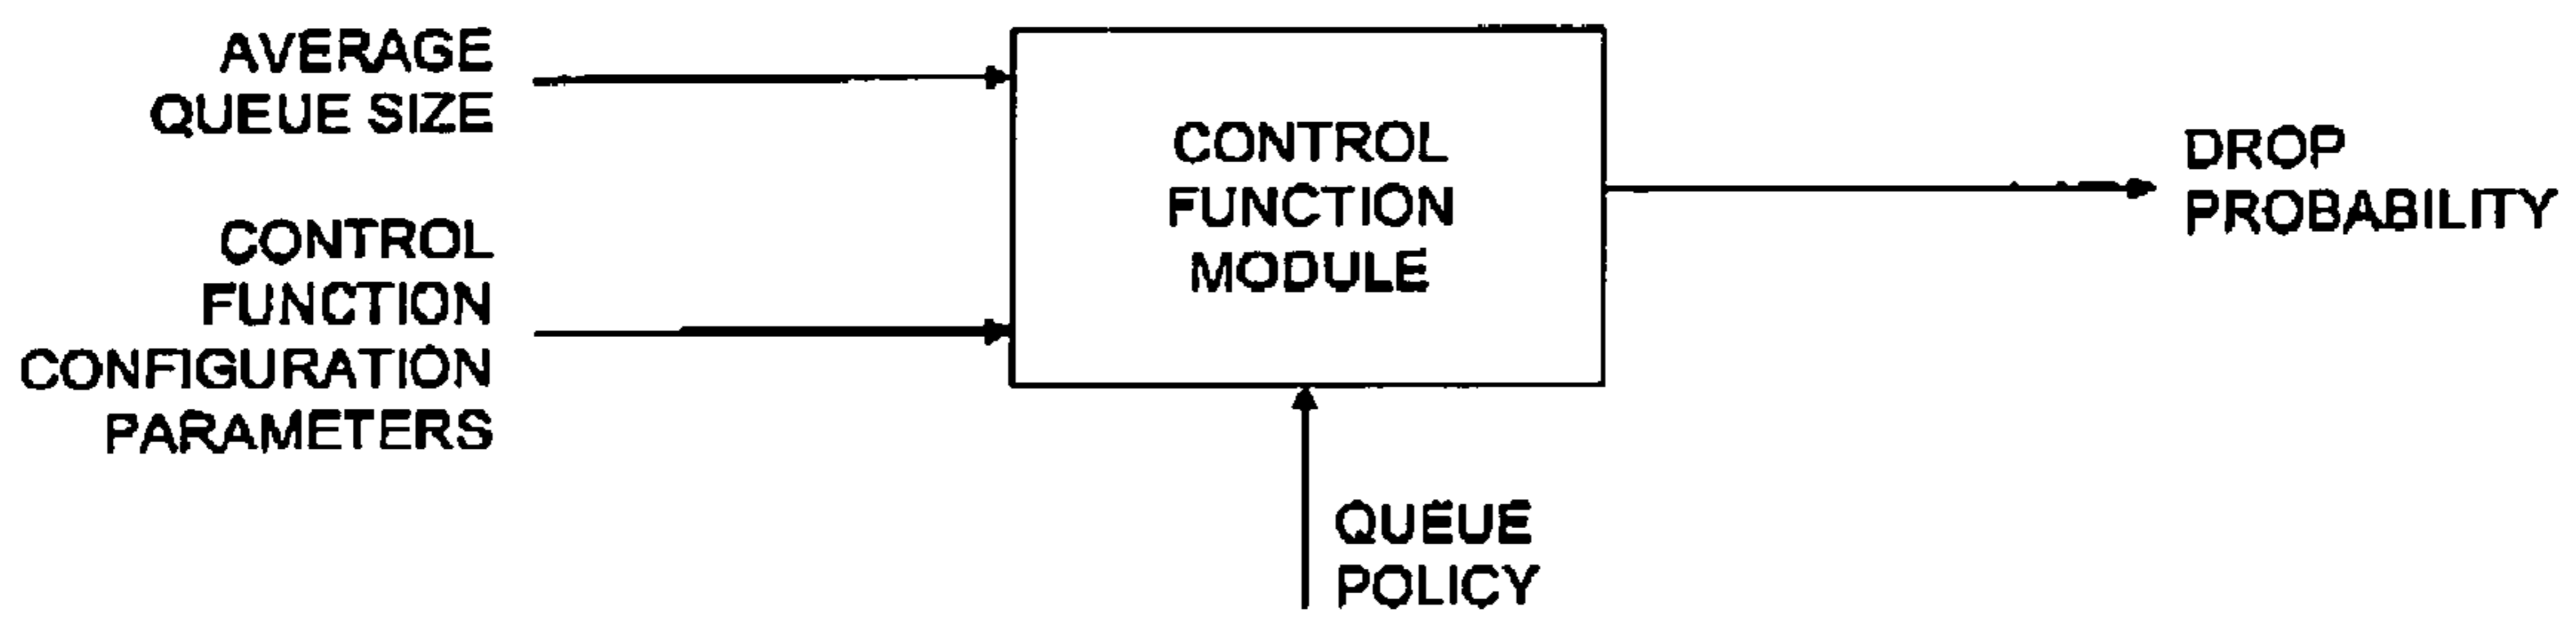 AVERAGE
QUEUE SIZE
CONTROL
FUNCTION
CONFIGURATION
PARAMETERS
CONTROL
FUNCTION
MODULE
QUEUE
POLICY
DROP
PROBABILITY